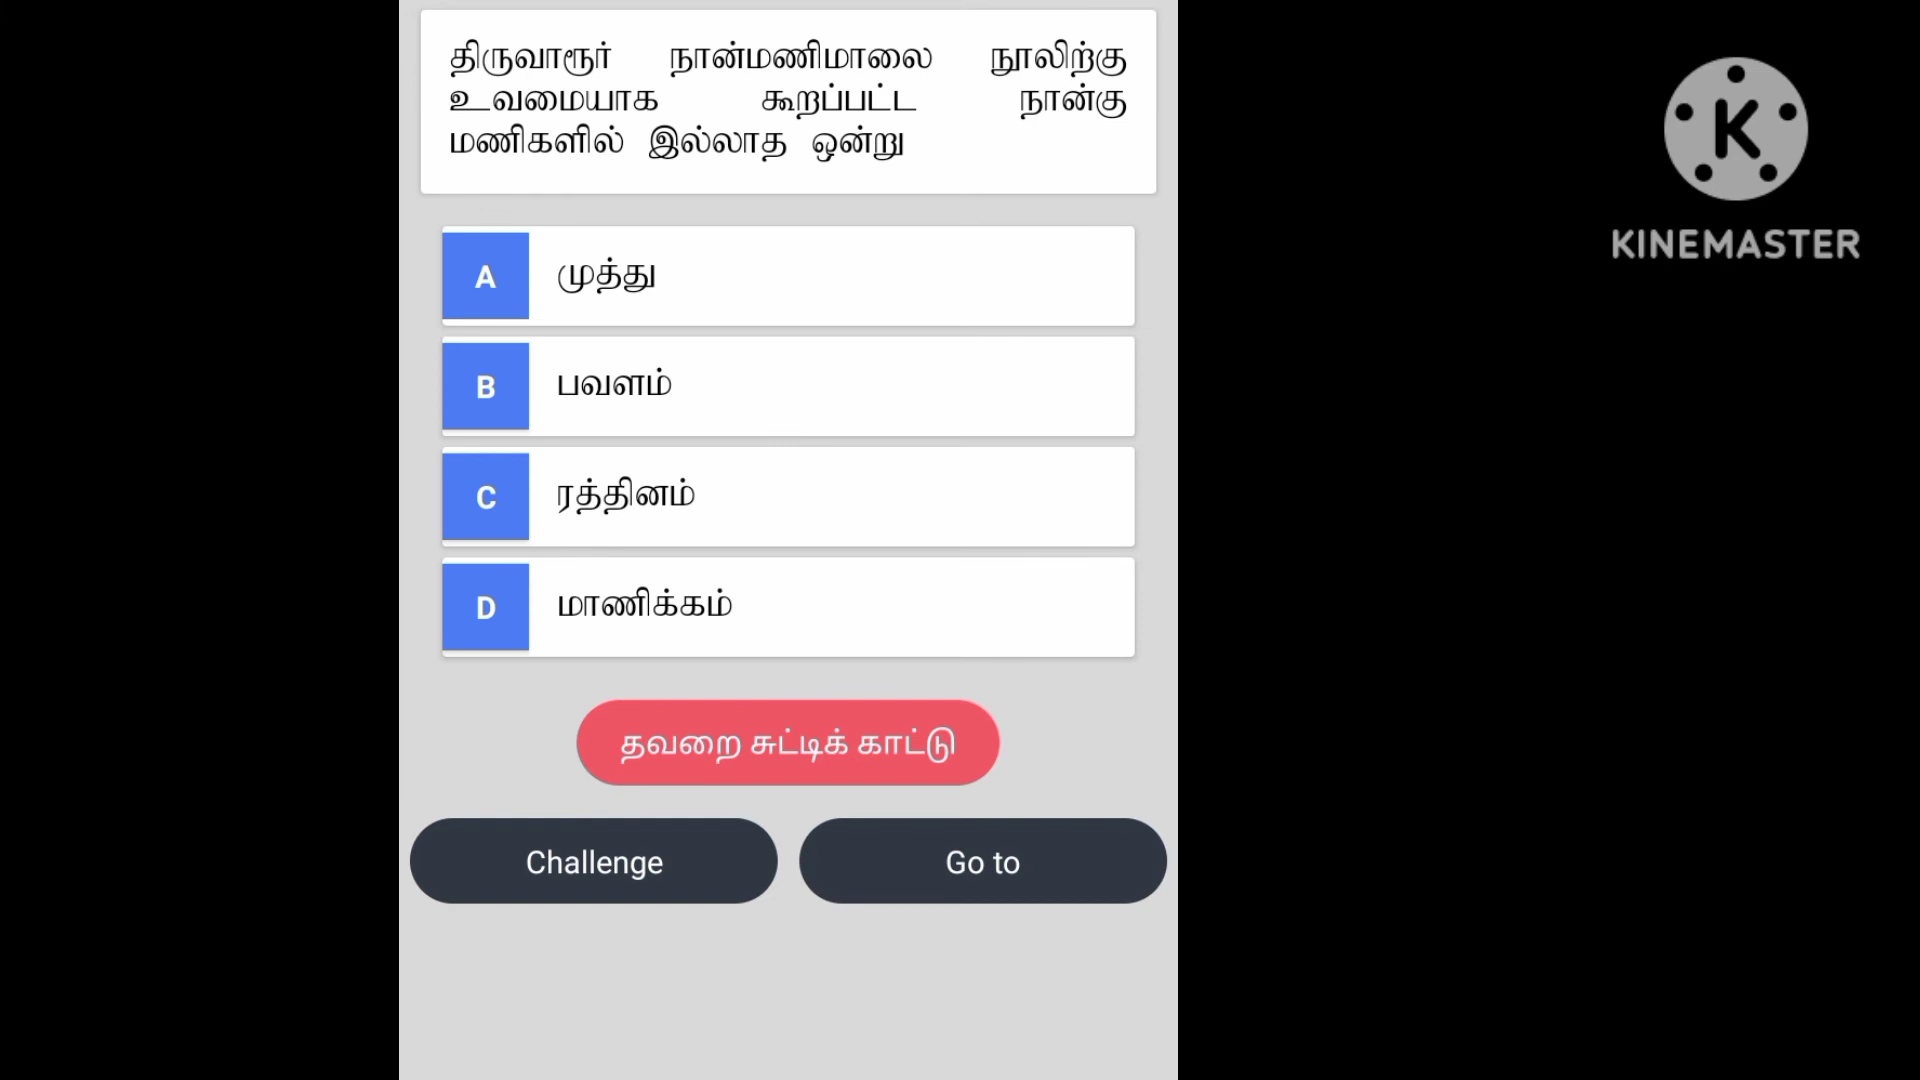 திருவாரூர் நான்மணிமாலை நூலிற்கு
உவமையாக கூறப்பட்ட நான்கு
மணிகளில் இல்லாத ஒன்று
A முத்து
B பவளம்
C ரத்தினம்
D மாணிக்கம்
தவறை சுட்டிக் காட்டு
Challenge Go to
K
KINEMASTER